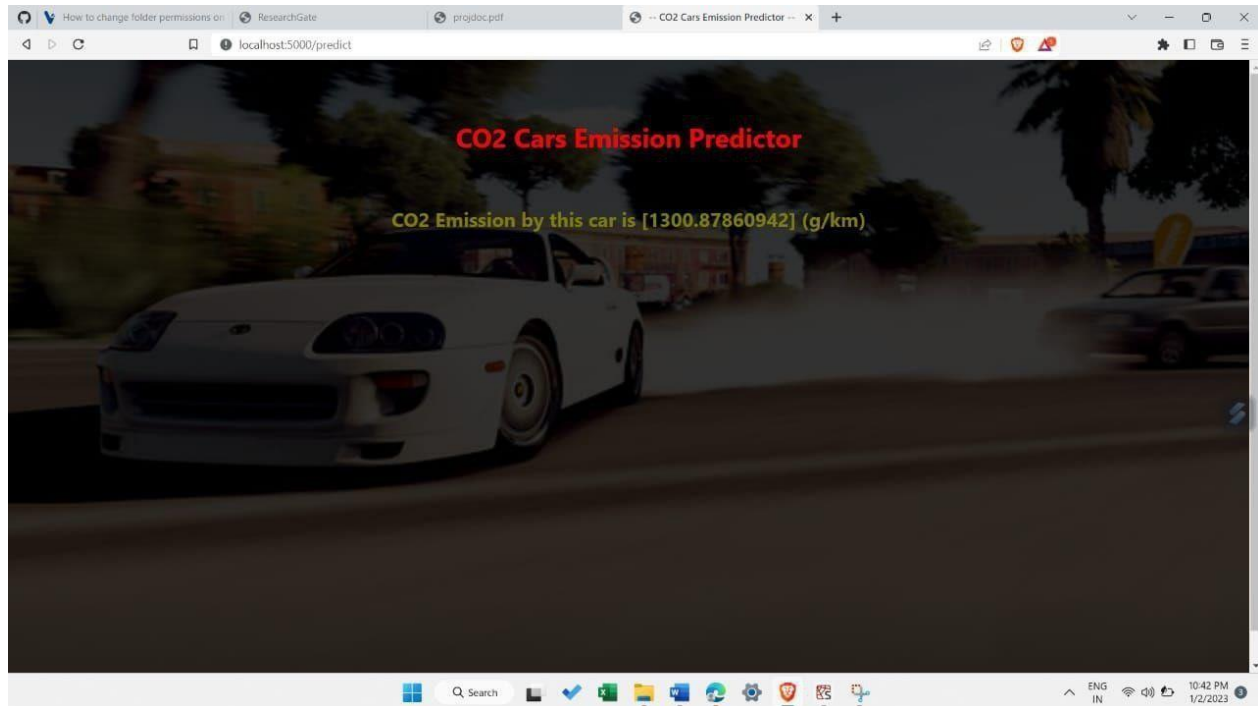 How to change folder permissions on
ResearchGate
projdoc.pdf
-- CO2 Cars Emission Predictor --
localhost:5000/predict
CO2 Cars Emission Predictor
CO2 Emission by this car is [1300.87860942] (g/km)
Search
ENG
IN
10:42 PM
1/2/2023